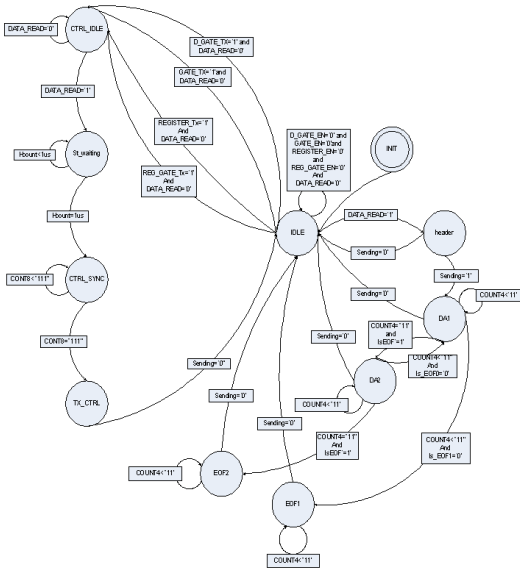 CTRL_IDLE
DATA_READ='0'
D_GATE_TX='1' and
DATA_READ='0'
GATE_TX='1' and
DATA_READ='0'
DATA_READ='1'
REGISTER_Tx='1'
And
DATA_READ='0'
REG_GATE_Tx='1'
And
DATA_READ='0'
D_GATE_EN='0' and
GATE_EN='0' and
REGISTER_EN='0'
and
REG_GATE_EN='0'
And
DATA_READ='0'
INIT
St_waiting
Hbount<1us
IDLE
DATA_READ='1'
header
Sending='0'
Hbount=1us
CTRL_SYNC
CONT8<"111"
Sending='1'
Sending='0'
COUNT4<'11'
DA1
CONT8="111"
Sending='0'
COUNT4='11'
and
IsEOF='1'
COUNT4<'11"
And
Is_EOF0='0'
Sending='0"
DA2
TX_CTRL
Sending='0'
COUNT4<'11'
Sending='0'
COUNT4='11"
And
IsEOF='1'
COUNT4<'11"
And
Is_EOF1='0'
COUNT4<'11'
EOF2
EOF1
COUNT4<'11'